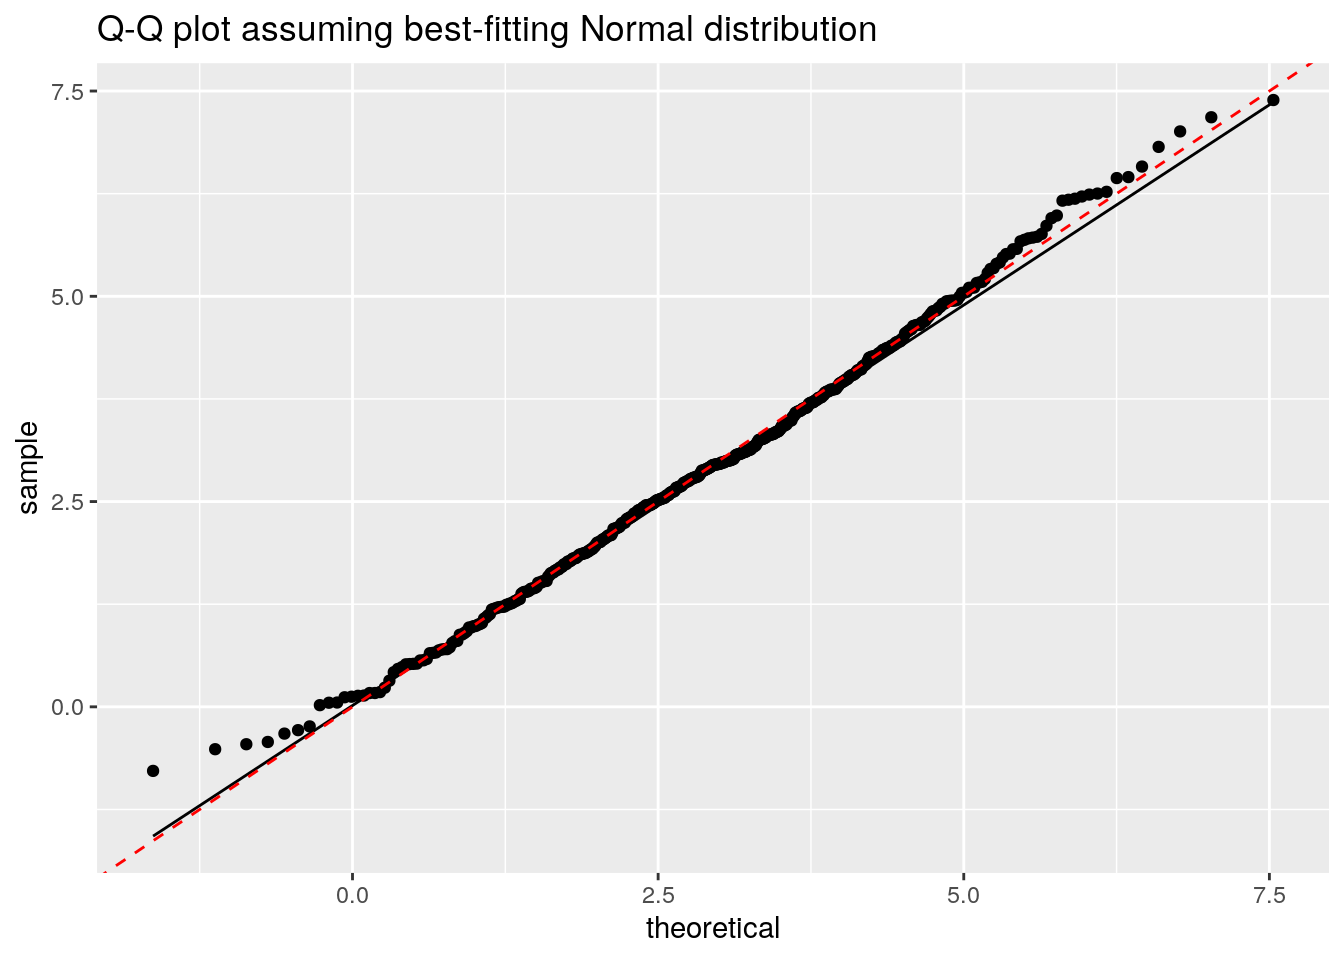 Q-Q plot assuming best-fitting Normal distribution
7.5
5.0
2.5
0.0
sample
0.0 2.5 5.0 7.5
theoretical